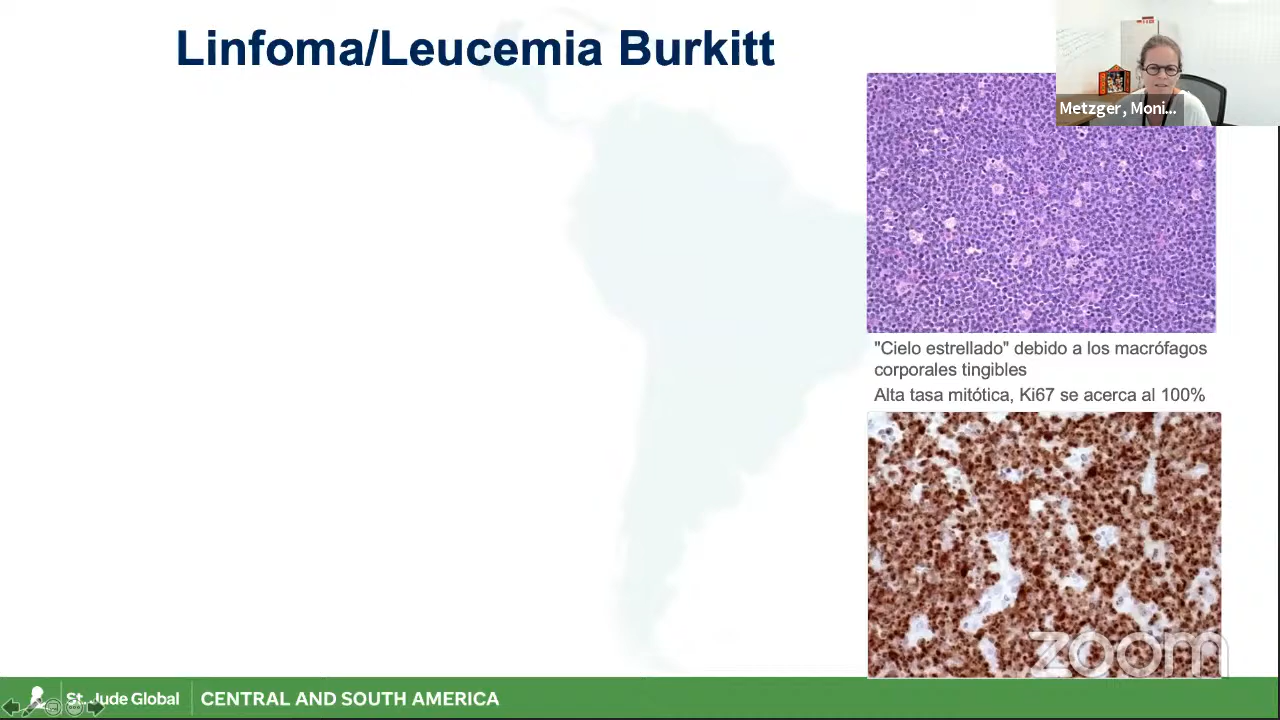 Linfoma/Leucemia Burkitt
Metzger, Moni...
"Cielo estrellado" debido a los macrófagos
corporales tingibles
Alta tasa mitótica, Ki67 se acerca al 100%
zoom
St. Jude Global
CENTRAL AND SOUTH AMERICA